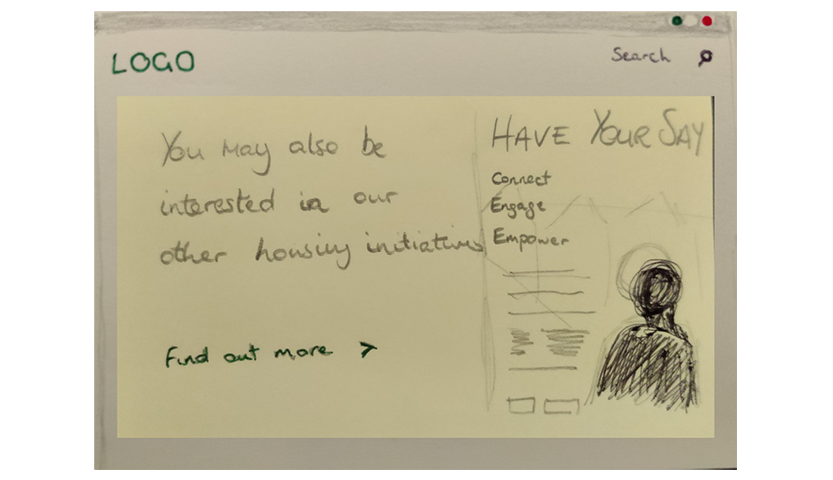 LOGO
Search
You may also be
interested in our
other housing initiatives
Find out more >
HAVE YOUR SAY
Connect
Engage
Empower